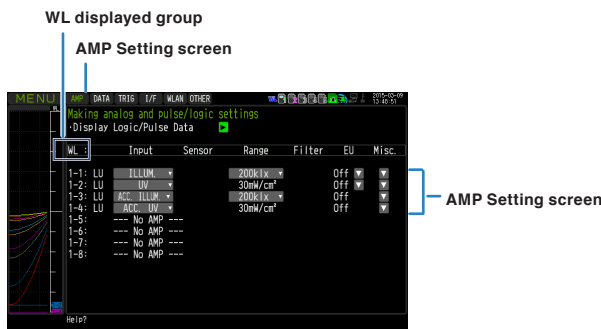 WL displayed group
AMP Setting screen
MENU AMP DATA TRIG I/F WLAN OTHER 2015-03-09
13:48:51
Making analog and pulse/logic settings
·Display Logic/Pulse Data
WL : Input Sensor Range Filter EU Misc.
1-1: LU ILLUM. 200klx Off
1-2: LU UV 30mW/cm² Off
1-3: LU ACC. ILLUM. 200klx Off
1-4: LU ACC. UV 30mW/cm² Off
1-5: --- No AMP ---
1-6: --- No AMP ---
1-7: --- No AMP ---
1-8: --- No AMP ---
AMP Setting screen
Help?